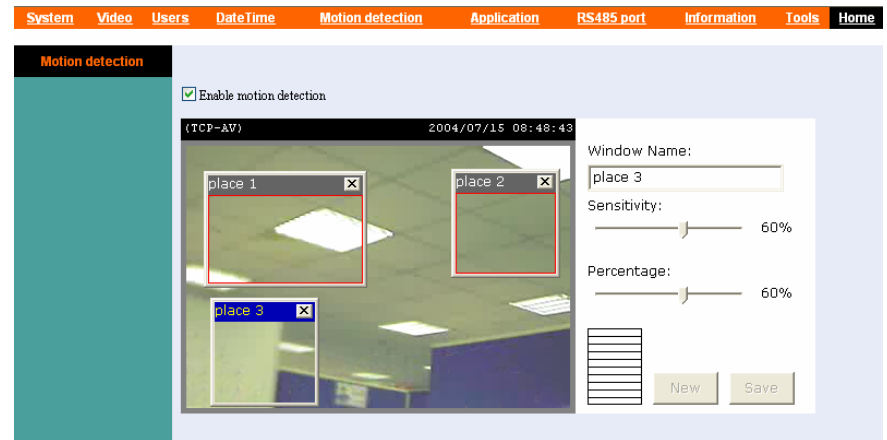 System Video Users DateTime Motion detection Application RS485 port Information Tools Home
Motion detection
Enable motion detection
(TCP-AV) 2004/07/15 08:48:43
place 1
place 2
place 3
Window Name:
place 3
Sensitivity:
60%
Percentage:
60%
New Save